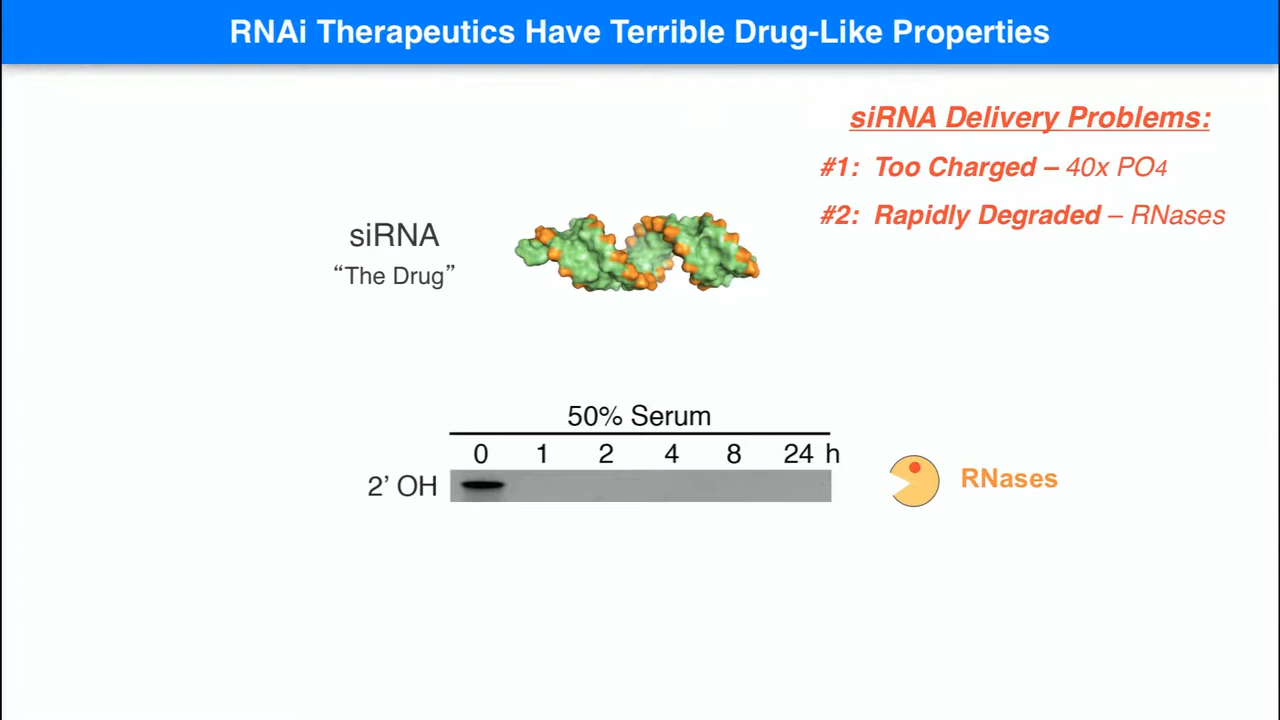 RNAi Therapeutics Have Terrible Drug-Like Properties
siRNA Delivery Problems:
#1: Too Charged – 40x PO4
#2: Rapidly Degraded – RNases
siRNA
“The Drug”
50% Serum
0 1 2 4 8 24 h
2’ OH
RNases